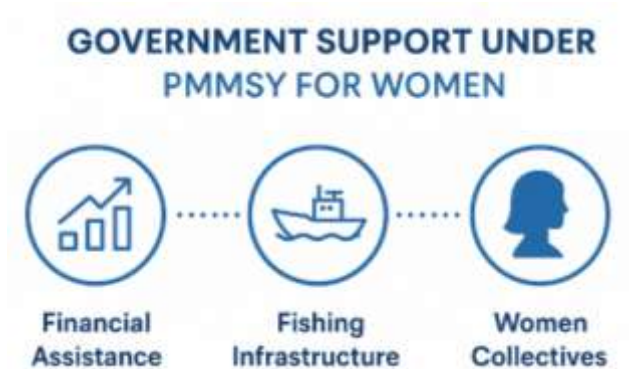 GOVERNMENT SUPPORT UNDER
PMMSY FOR WOMEN
Financial
Assistance
Fishing
Infrastructure
Women
Collectives